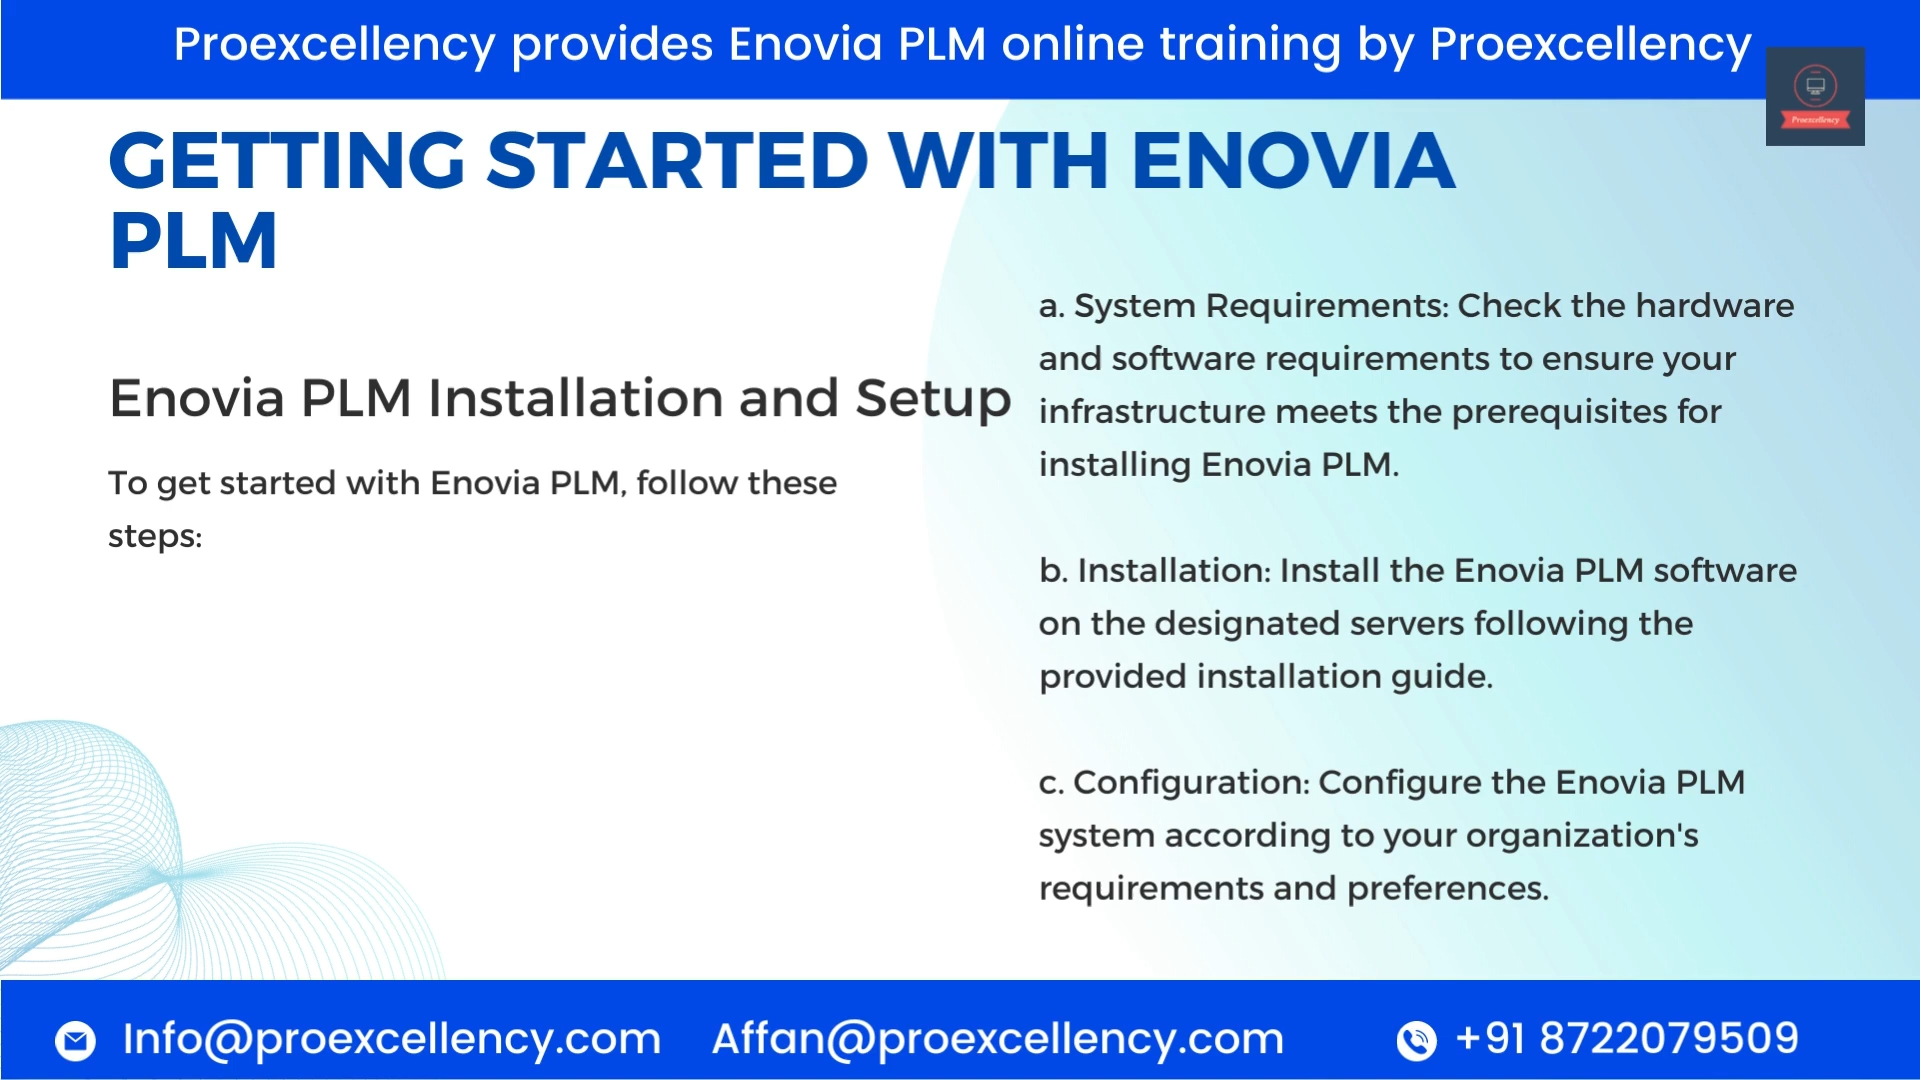 Proexcellency provides Enovia PLM online training by Proexcellency
Proexcellency
GETTING STARTED WITH ENOVIA
PLM
Enovia PLM Installation and Setup
To get started with Enovia PLM, follow these
steps:
a. System Requirements: Check the hardware
and software requirements to ensure your
infrastructure meets the prerequisites for
installing Enovia PLM.
b. Installation: Install the Enovia PLM software
on the designated servers following the
provided installation guide.
c. Configuration: Configure the Enovia PLM
system according to your organization's
requirements and preferences.
Info@proexcellency.com Affan@proexcellency.com +91 8722079509